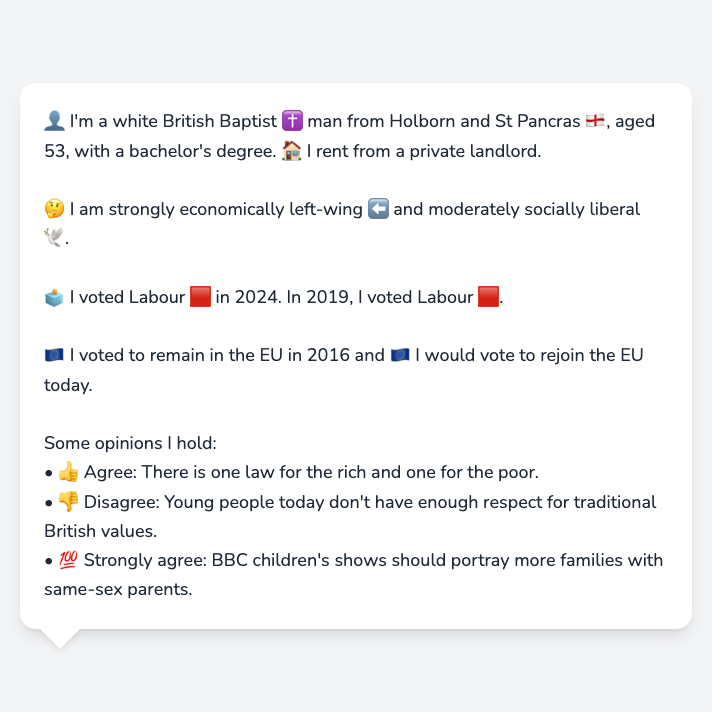 👤 I'm a white British Baptist ✝️ man from Holborn and St Pancras 🏴󠁧󠁢󠁥󠁮󠁧󠁿, aged
53, with a bachelor's degree. 🏠 I rent from a private landlord.
🤔 I am strongly economically left-wing ⬅️ and moderately socially liberal
🕊️.
🗳️ I voted Labour 🟥 in 2024. In 2019, I voted Labour 🟥.
🇪🇺 I voted to remain in the EU in 2016 and 🇪🇺 I would vote to rejoin the EU
today.
Some opinions I hold:
• 👍 Agree: There is one law for the rich and one for the poor.
• 👎 Disagree: Young people today don't have enough respect for traditional
British values.
• 💯 Strongly agree: BBC children's shows should portray more families with
same-sex parents.